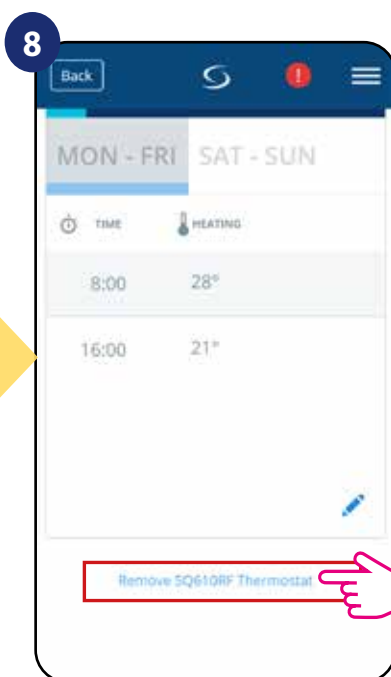 8
Back
MON - FRI SAT - SUN
TIME HEATING
8:00 28°
16:00 21°
Remove SQ610RF Thermostat